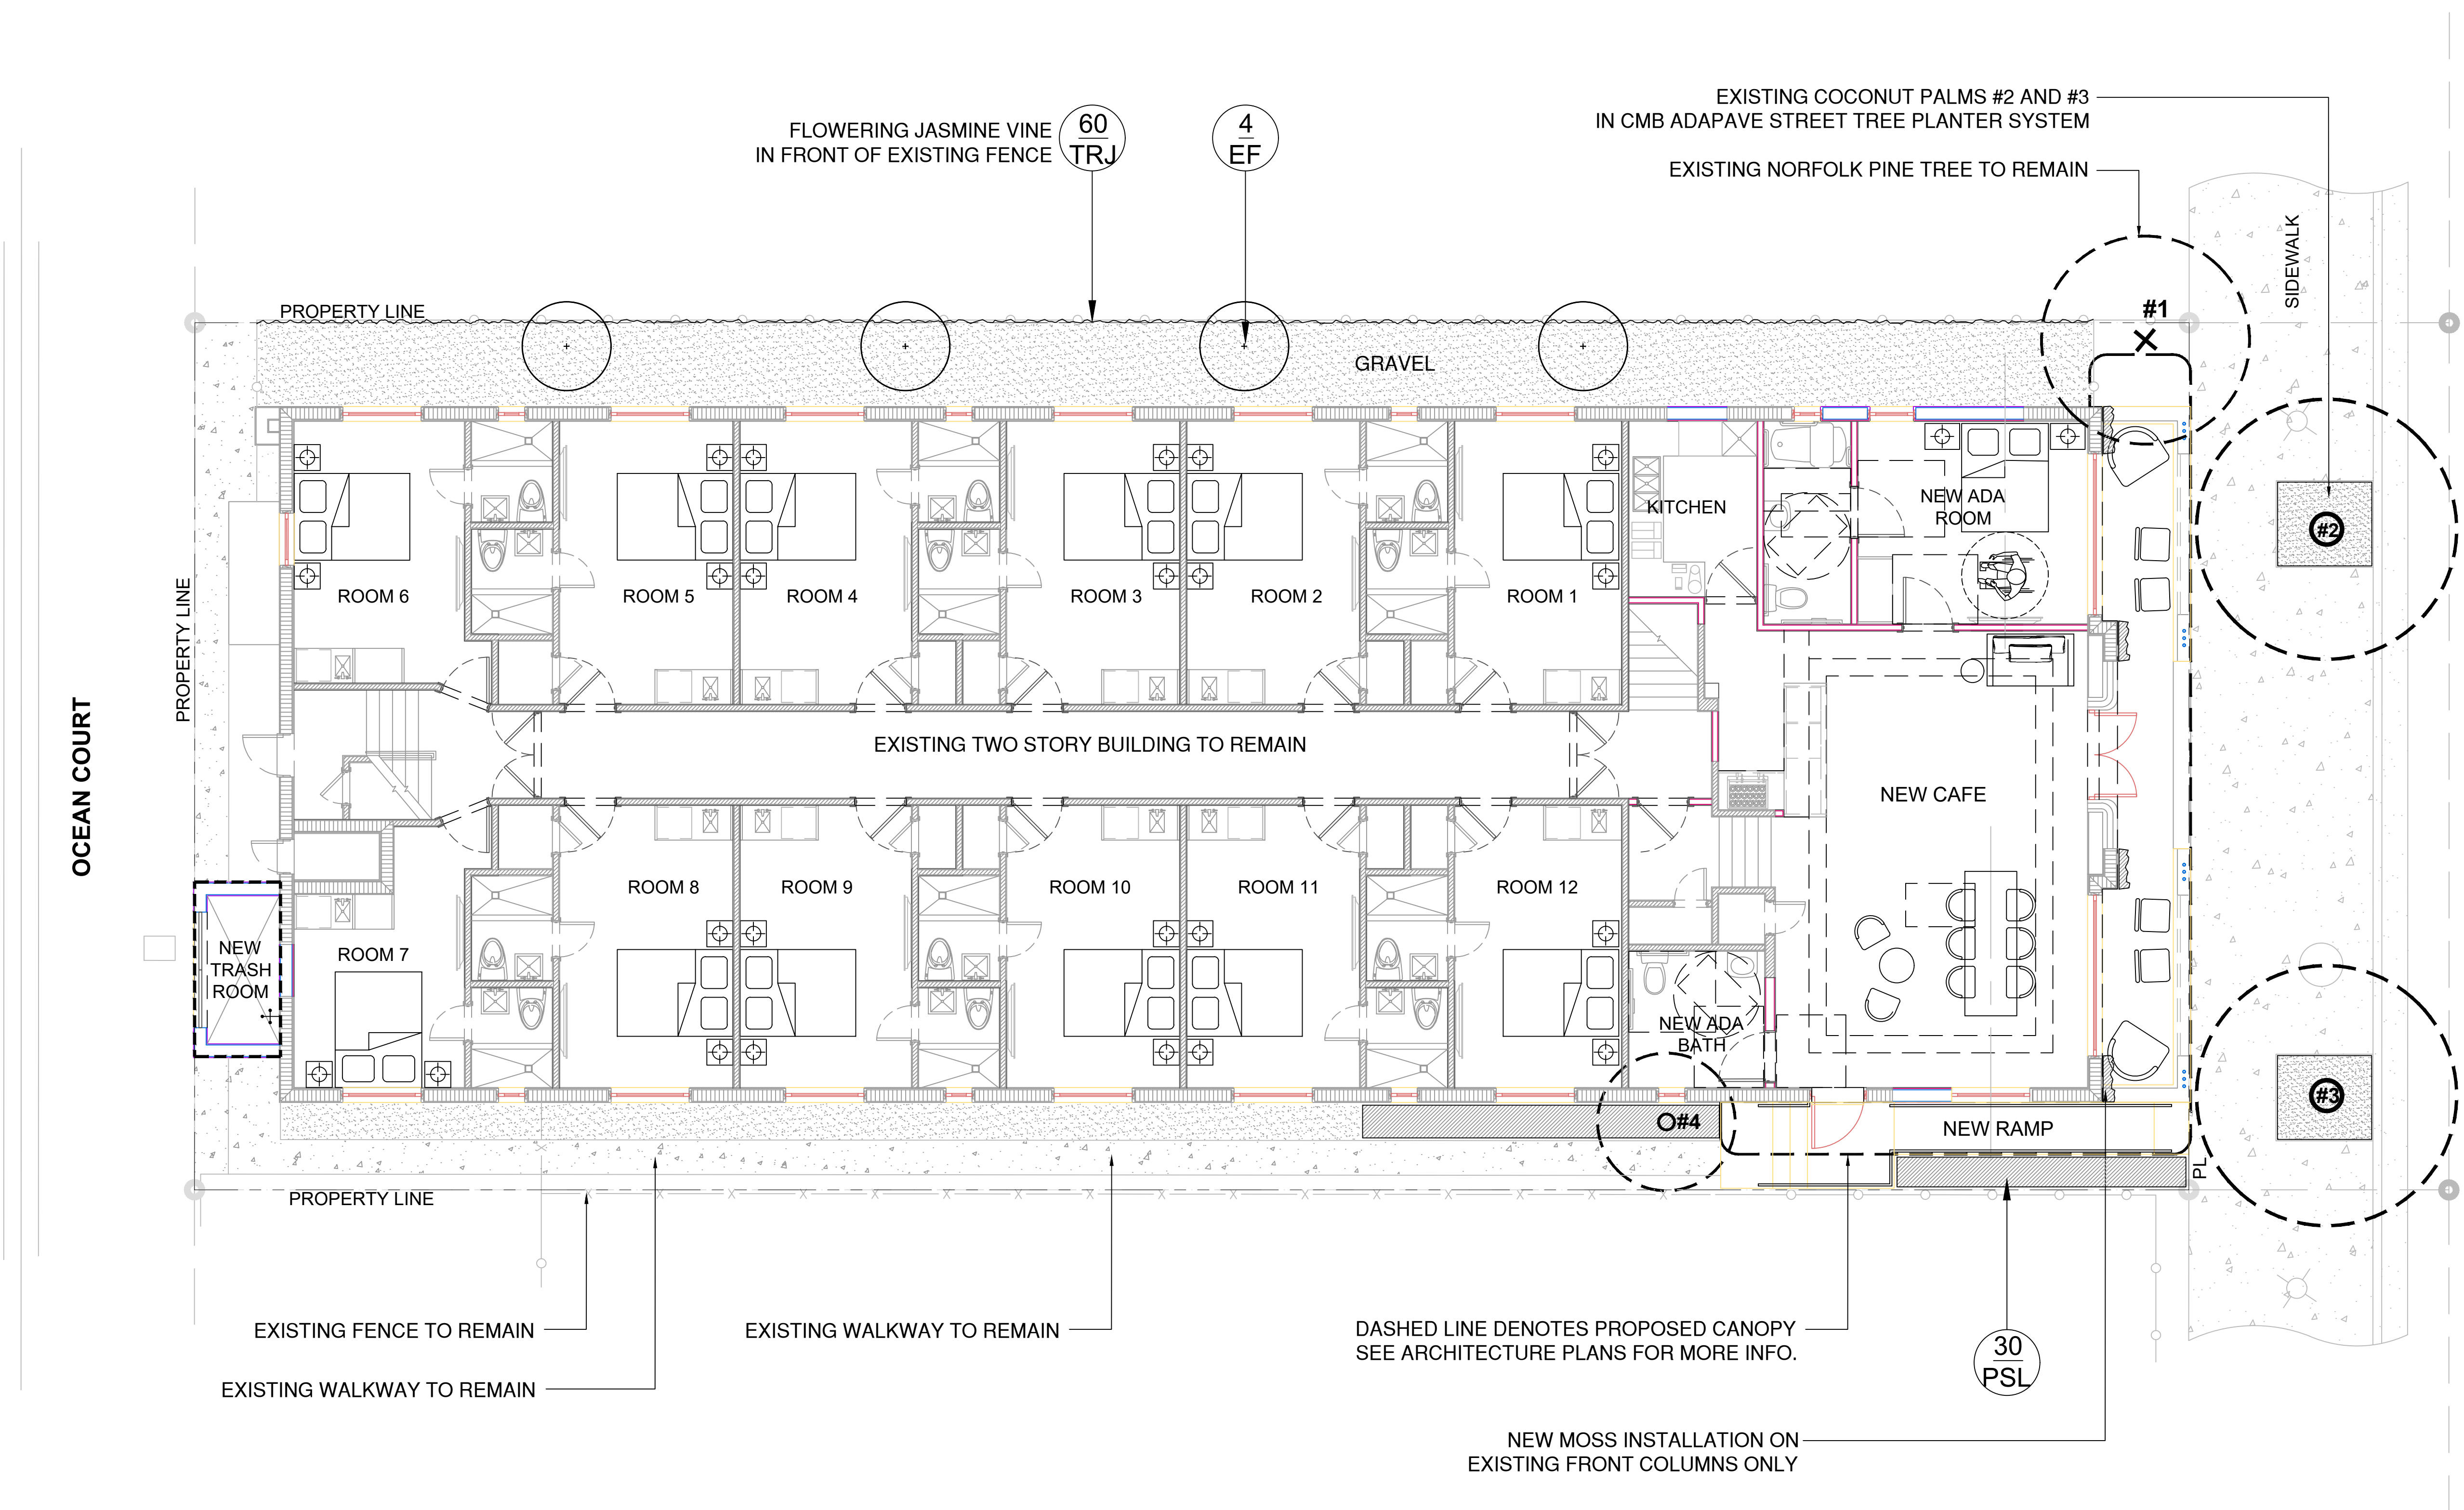 EXISTING COCONUT PALMS #2 AND #3
IN CMB ADAPAVE STREET TREE PLANTER SYSTEM
FLOWERING JASMINE VINE
IN FRONT OF EXISTING FENCE
60
TRJ
4
EF
EXISTING NORFOLK PINE TREE TO REMAIN
SIDEWALK
PROPERTY LINE
#1
GRAVEL
KITCHEN
NEW ADA
ROOM
#2
ROOM 6
ROOM 5
ROOM 4
ROOM 3
ROOM 2
ROOM 1
PROPERTY LINE
OCEAN COURT
EXISTING TWO STORY BUILDING TO REMAIN
NEW CAFE
ROOM 8
ROOM 9
ROOM 10
ROOM 11
ROOM 12
NEW
TRASH
ROOM
ROOM 7
NEW ADA
BATH
#3
#4
NEW RAMP
PL
PROPERTY LINE
EXISTING FENCE TO REMAIN
EXISTING WALKWAY TO REMAIN
DASHED LINE DENOTES PROPOSED CANOPY
SEE ARCHITECTURE PLANS FOR MORE INFO.
30
PSL
EXISTING WALKWAY TO REMAIN
NEW MOSS INSTALLATION ON
EXISTING FRONT COLUMNS ONLY